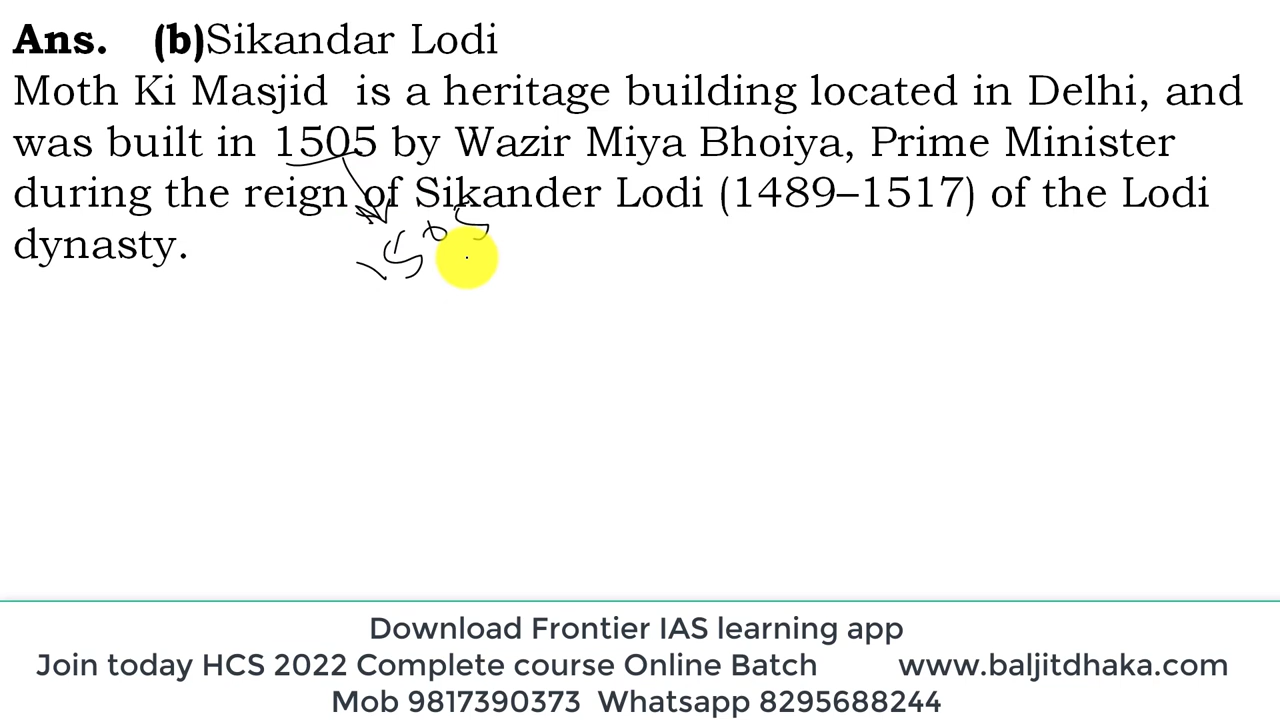 Ans. (b)Sikandar Lodi
Moth Ki Masjid is a heritage building located in Delhi, and
was built in 1505 by Wazir Miya Bhoiya, Prime Minister
during the reign of Sikander Lodi (1489–1517) of the Lodi
dynasty.
1505
Download Frontier IAS learning app
Join today HCS 2022 Complete course Online Batch www.baljitdhaka.com
Mob 9817390373 Whatsapp 8295688244